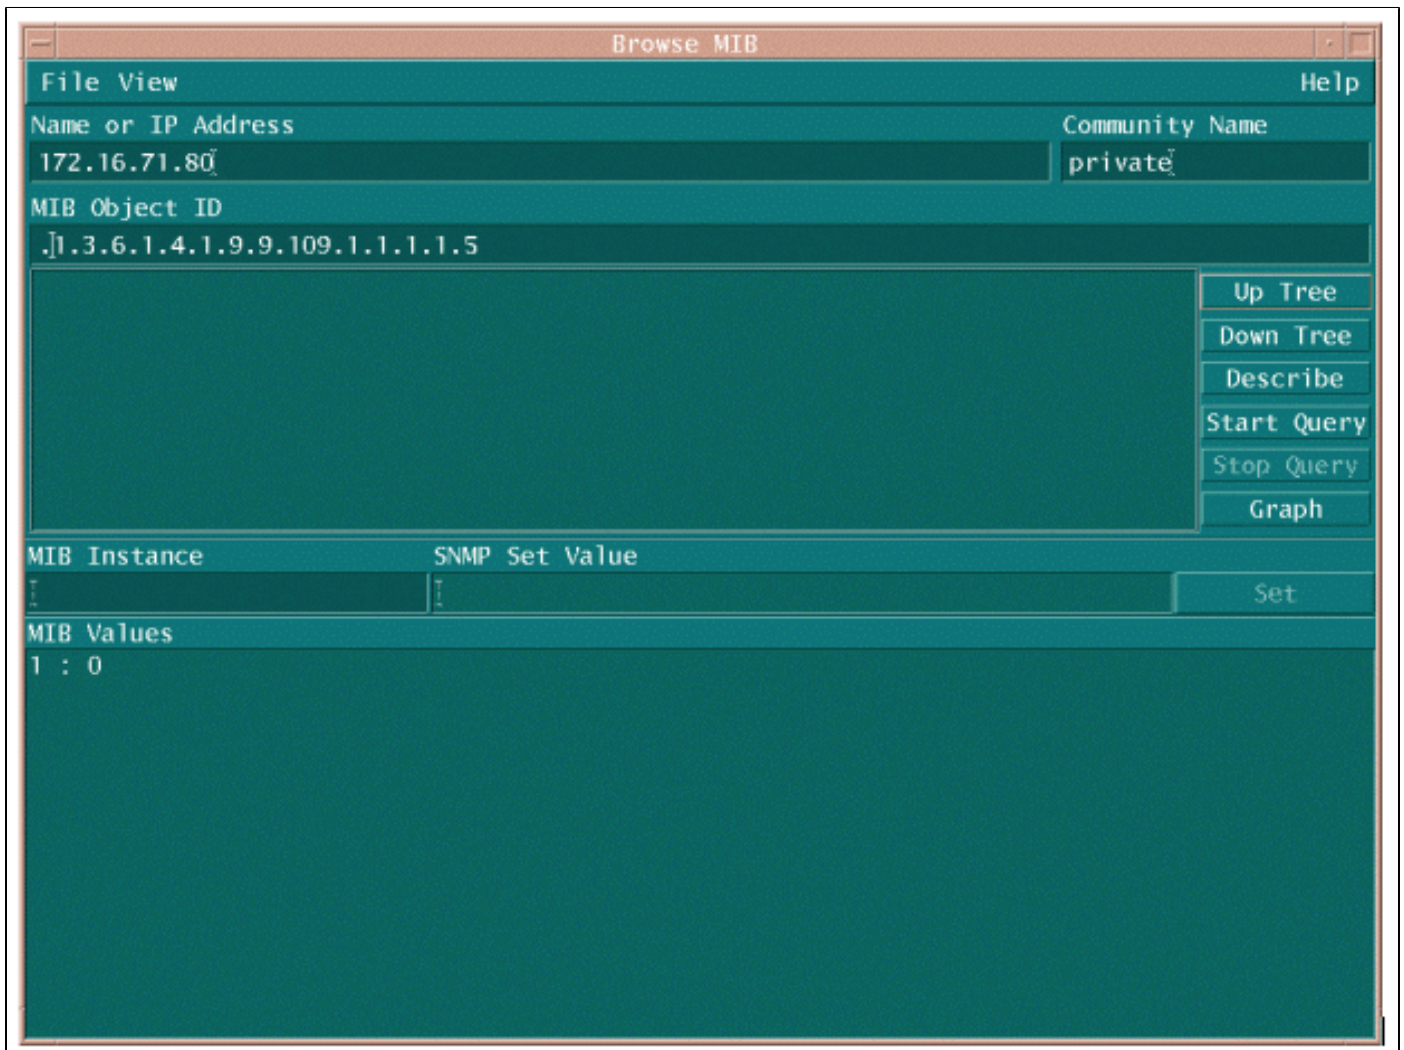 Browse MIB
File View Help
Name or IP Address Community Name
172.16.71.80 private
MIB Object ID
.1.3.6.1.4.1.9.9.109.1.1.1.1.5
Up Tree
Down Tree
Describe
Start Query
Stop Query
Graph
MIB Instance SNMP Set Value
Set
MIB Values
1 : 0